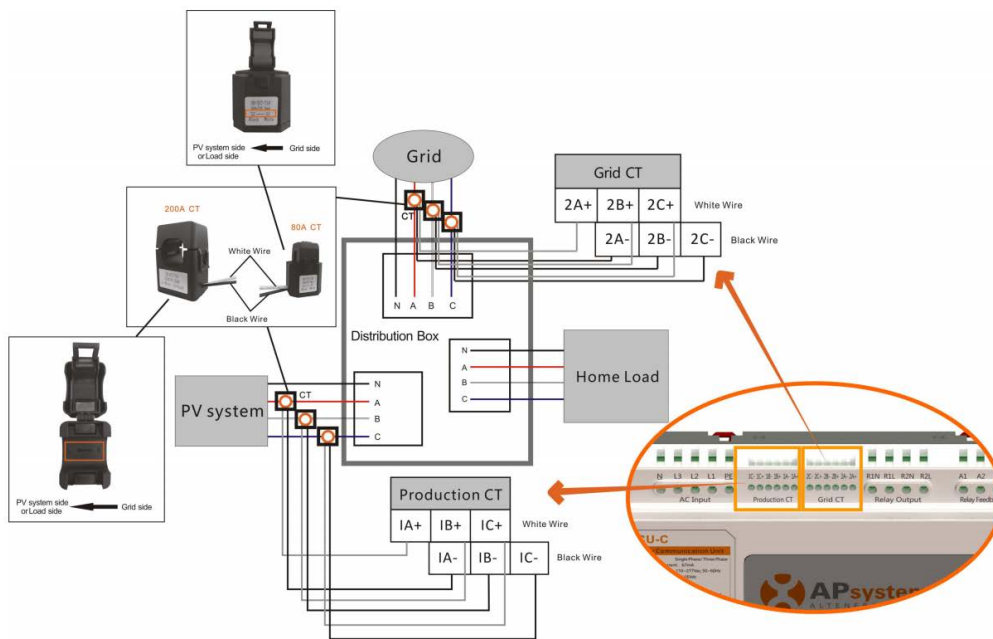 PV system side
or Load side
Grid side
200A CT
80A CT
White Wire
Black Wire
PV system side
or Load side
Grid side
Grid
CT
Grid CT
2A+ 2B+ 2C+
White Wire
2A- 2B- 2C-
Black Wire
N A B C
Distribution Box
N
A
B
C
Home Load
PV system
CT
N
A
B
C
Production CT
IA+ IB+ IC+
White Wire
IA- IB- IC-
Black Wire
N L3 L2 L1 PE
AC Input
Production CT
Grid CT
R1N R1L R2N R2L
Relay Output
A1 A2
Relay Feedb
CU-C
Communication Unit
APsystem